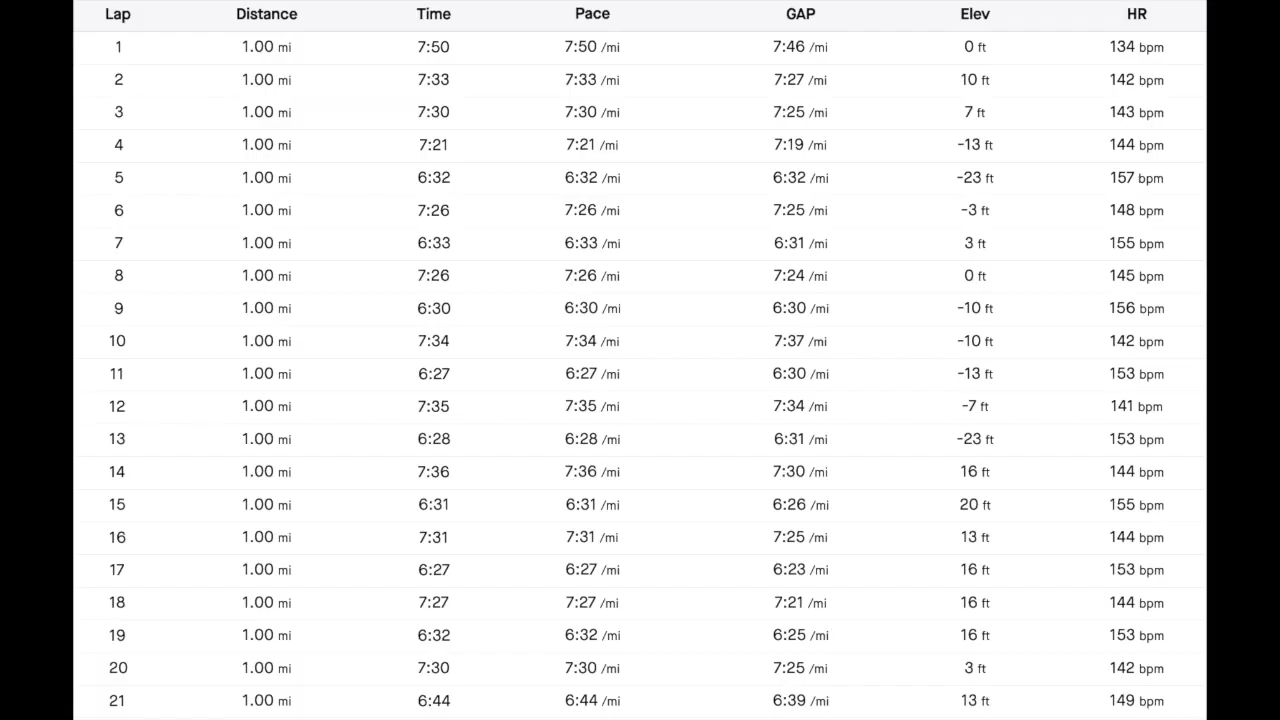 Lap Distance Time Pace GAP Elev HR
1 1.00 mi 7:50 7:50 /mi 7:46 /mi 0 ft 134 bpm
2 1.00 mi 7:33 7:33 /mi 7:27 /mi 10 ft 142 bpm
3 1.00 mi 7:30 7:30 /mi 7:25 /mi 7 ft 143 bpm
4 1.00 mi 7:21 7:21 /mi 7:19 /mi -13 ft 144 bpm
5 1.00 mi 6:32 6:32 /mi 6:32 /mi -23 ft 157 bpm
6 1.00 mi 7:26 7:26 /mi 7:25 /mi -3 ft 148 bpm
7 1.00 mi 6:33 6:33 /mi 6:31 /mi 3 ft 155 bpm
8 1.00 mi 7:26 7:26 /mi 7:24 /mi 0 ft 145 bpm
9 1.00 mi 6:30 6:30 /mi 6:30 /mi -10 ft 156 bpm
10 1.00 mi 7:34 7:34 /mi 7:37 /mi -10 ft 142 bpm
11 1.00 mi 6:27 6:27 /mi 6:30 /mi -13 ft 153 bpm
12 1.00 mi 7:35 7:35 /mi 7:34 /mi -7 ft 141 bpm
13 1.00 mi 6:28 6:28 /mi 6:31 /mi -23 ft 153 bpm
14 1.00 mi 7:36 7:36 /mi 7:30 /mi 16 ft 144 bpm
15 1.00 mi 6:31 6:31 /mi 6:26 /mi 20 ft 155 bpm
16 1.00 mi 7:31 7:31 /mi 7:25 /mi 13 ft 144 bpm
17 1.00 mi 6:27 6:27 /mi 6:23 /mi 16 ft 153 bpm
18 1.00 mi 7:27 7:27 /mi 7:21 /mi 16 ft 144 bpm
19 1.00 mi 6:32 6:32 /mi 6:25 /mi 16 ft 153 bpm
20 1.00 mi 7:30 7:30 /mi 7:25 /mi 3 ft 142 bpm
21 1.00 mi 6:44 6:44 /mi 6:39 /mi 13 ft 149 bpm